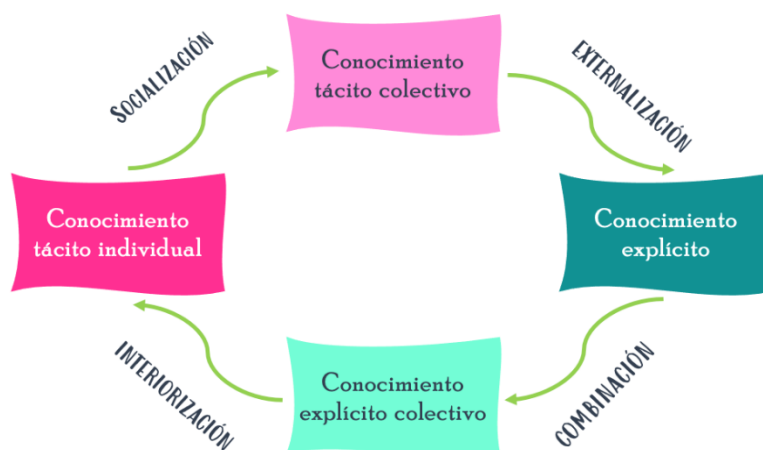 SOCIALIZACIÓN
Conocimiento
tácito colectivo
EXTERNALIZACIÓN
Conocimiento
tácito individual
Conocimiento
explícito
INTERIORIZACIÓN
Conocimiento
explícito colectivo
COMBINACIÓN